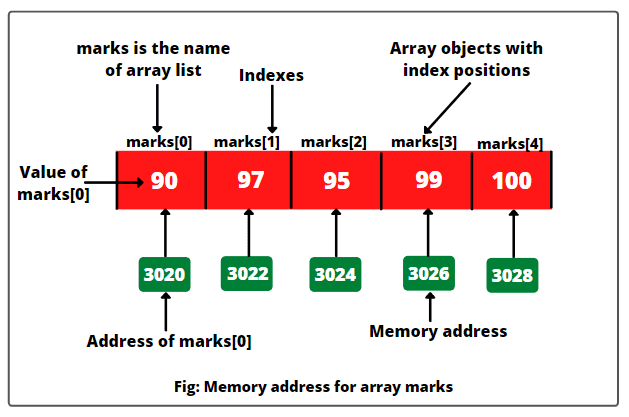 marks is the name
of array list
Indexes
Array objects with
index positions
marks[0] marks[1] marks[2] marks[3] marks[4]
Value of
marks[0]
90 97 95 99 100
3020 3022 3024 3026 3028
Address of marks[0]
Memory address
Fig: Memory address for array marks